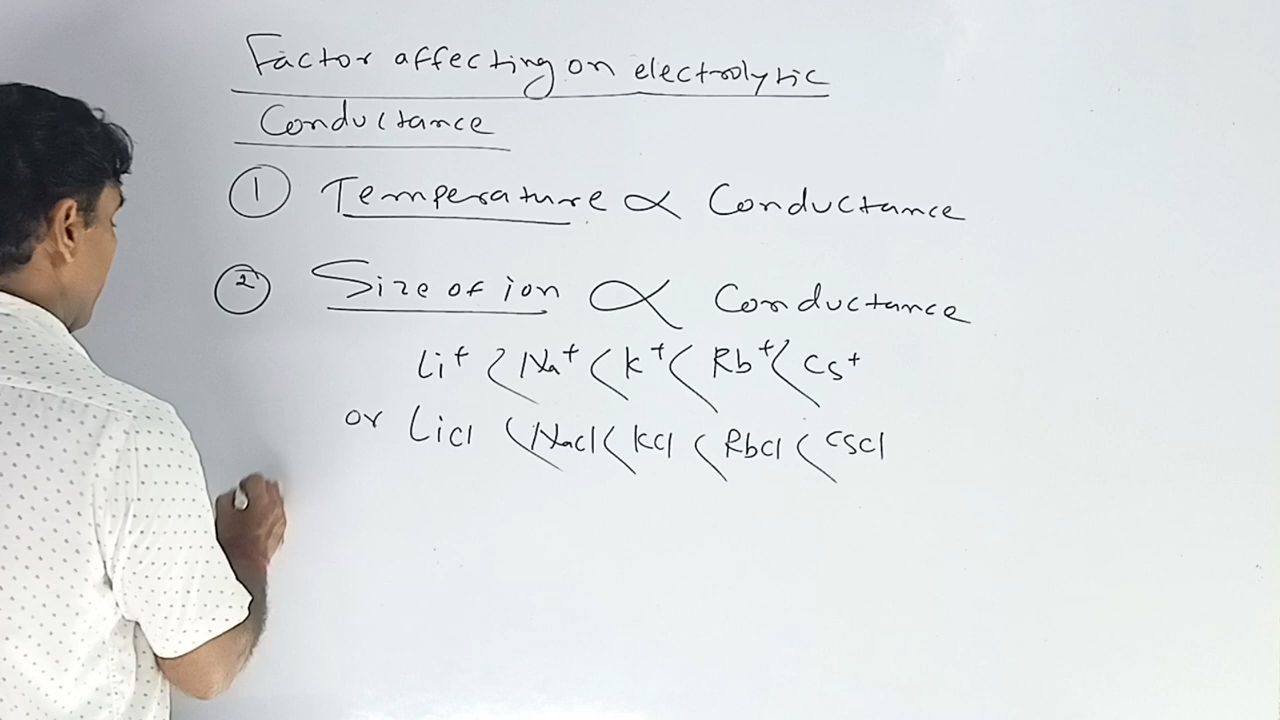 Factor affecting on electrolytic
Conductance
① Temperature ∝ Conductance
② Size of ion ∝ Conductance
Li⁺ < Na⁺ < K⁺ < Rb⁺ < Cs⁺
or LiCl < NaCl < KCl < RbCl < CsCl